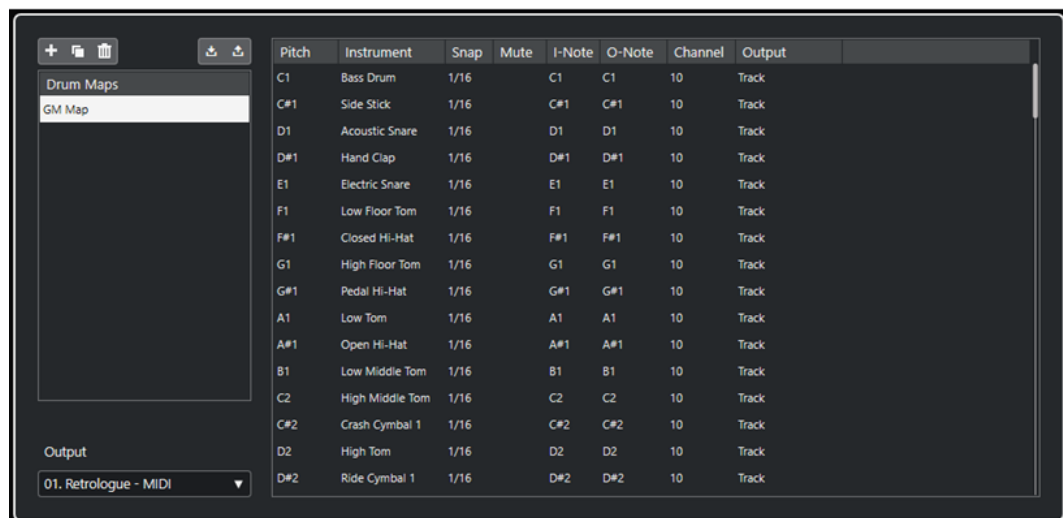 Pitch Instrument Snap Mute I-Note O-Note Channel Output
Drum Maps
GM Map
C1 Bass Drum 1/16 C1 C1 10 Track
C#1 Side Stick 1/16 C#1 C#1 10 Track
D1 Acoustic Snare 1/16 D1 D1 10 Track
D#1 Hand Clap 1/16 D#1 D#1 10 Track
E1 Electric Snare 1/16 E1 E1 10 Track
F1 Low Floor Tom 1/16 F1 F1 10 Track
F#1 Closed Hi-Hat 1/16 F#1 F#1 10 Track
G1 High Floor Tom 1/16 G1 G1 10 Track
G#1 Pedal Hi-Hat 1/16 G#1 G#1 10 Track
A1 Low Tom 1/16 A1 A1 10 Track
A#1 Open Hi-Hat 1/16 A#1 A#1 10 Track
B1 Low Middle Tom 1/16 B1 B1 10 Track
C2 High Middle Tom 1/16 C2 C2 10 Track
C#2 Crash Cymbal 1 1/16 C#2 C#2 10 Track
D2 High Tom 1/16 D2 D2 10 Track
D#2 Ride Cymbal 1 1/16 D#2 D#2 10 Track
Output
01. Retrologue - MIDI